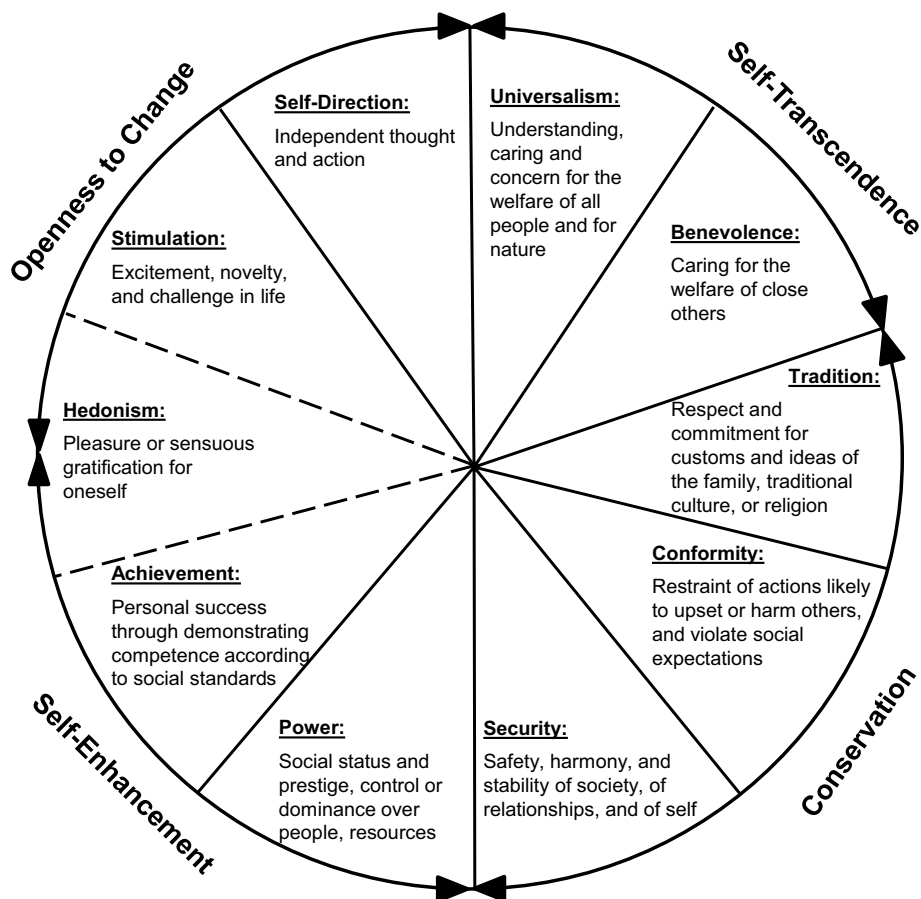 Openness to Change
Self-Transcendence
Self-Direction:
Independent thought
and action
Universalism:
Understanding,
caring and
concern for the
welfare of all
people and for
nature
Stimulation:
Excitement, novelty,
and challenge in life
Benevolence:
Caring for the
welfare of close
others
Hedonism:
Pleasure or sensuous
gratification for
oneself
Tradition:
Respect and
commitment for
customs and ideas of
the family, traditional
culture, or religion
Achievement:
Personal success
through demonstrating
competence according
to social standards
Conformity:
Restraint of actions likely
to upset or harm others,
and violate social
expectations
Power:
Social status and
prestige, control or
dominance over
people, resources
Security:
Safety, harmony, and
stability of society, of
relationships, and of self
Self-Enhancement
Conservation